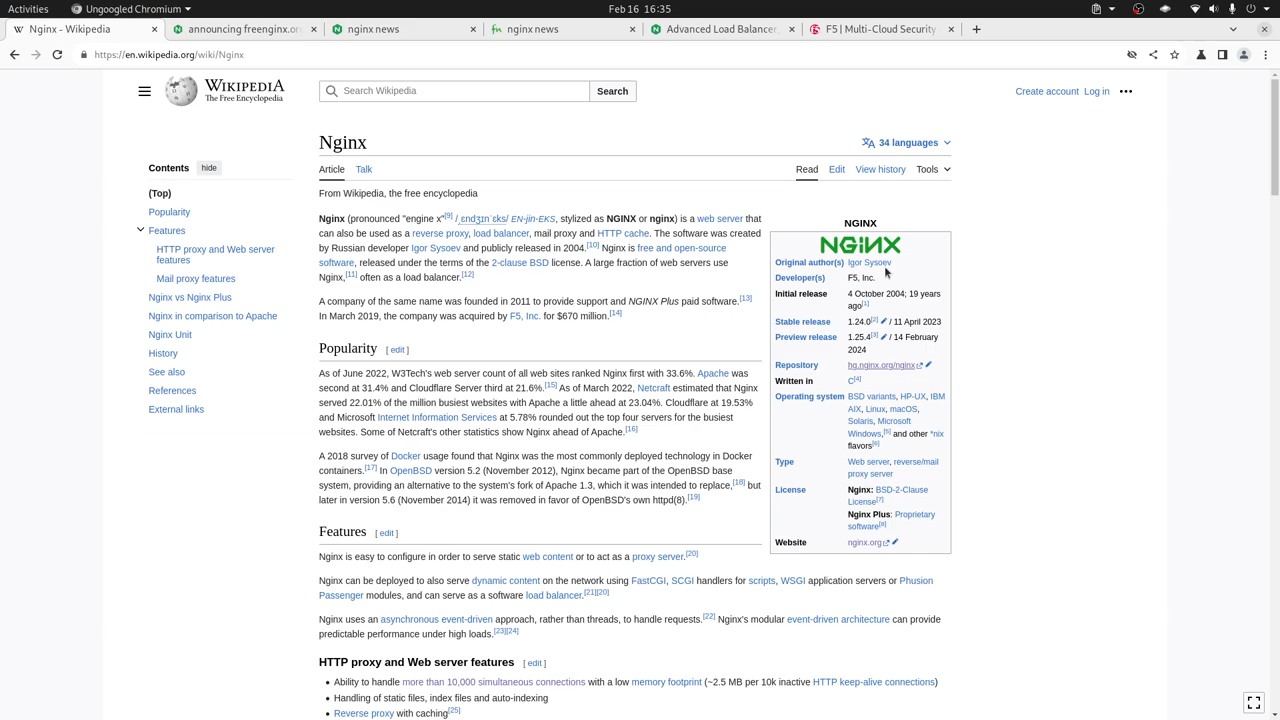 Feb 16  16:35
Nginx - Wikipedia
announcing freenginx.org
nginx news
nginx news
Advanced Load Balancer,
F5 | Multi-Cloud Security
https://en.wikipedia.org/wiki/Nginx
WIKIPEDIA
The Free Encyclopedia
Search Wikipedia
Search
Create account
Log in
Nginx
34 languages
Article
Talk
Read
Edit
View history
Tools
From Wikipedia, the free encyclopedia
Contents
hide
(Top)
Popularity
Features
HTTP proxy and Web server
features
Mail proxy features
Nginx vs Nginx Plus
Nginx in comparison to Apache
Nginx Unit
History
See also
References
External links
Nginx (pronounced "engine x"[9] /ˌɛndʒɪnˈɛks/ EN-jin-EKS, stylized as NGINX or nginx) is a web server that
can also be used as a reverse proxy, load balancer, mail proxy and HTTP cache. The software was created
by Russian developer Igor Sysoev and publicly released in 2004.[10] Nginx is free and open-source
software, released under the terms of the 2-clause BSD license. A large fraction of web servers use
Nginx,[11] often as a load balancer.[12]
A company of the same name was founded in 2011 to provide support and NGINX Plus paid software.[13]
In March 2019, the company was acquired by F5, Inc. for $670 million.[14]
Popularity [ edit ]
As of June 2022, W3Tech's web server count of all web sites ranked Nginx first with 33.6%. Apache was
second at 31.4% and Cloudflare Server third at 21.6%.[15] As of March 2022, Netcraft estimated that Nginx
served 22.01% of the million busiest websites with Apache a little ahead at 23.04%. Cloudflare at 19.53%
and Microsoft Internet Information Services at 5.78% rounded out the top four servers for the busiest
websites. Some of Netcraft's other statistics show Nginx ahead of Apache.[16]
A 2018 survey of Docker usage found that Nginx was the most commonly deployed technology in Docker
containers.[17] In OpenBSD version 5.2 (November 2012), Nginx became part of the OpenBSD base
system, providing an alternative to the system's fork of Apache 1.3, which it was intended to replace,[18] but
later in version 5.6 (November 2014) it was removed in favor of OpenBSD's own httpd(8).[19]
Features [ edit ]
Nginx is easy to configure in order to serve static web content or to act as a proxy server.[20]
Nginx can be deployed to also serve dynamic content on the network using FastCGI, SCGI handlers for scripts, WSGI application servers or Phusion
Passenger modules, and can serve as a software load balancer.[21][20]
Nginx uses an asynchronous event-driven approach, rather than threads, to handle requests.[22] Nginx's modular event-driven architecture can provide
predictable performance under high loads.[23][24]
HTTP proxy and Web server features [ edit ]
• Ability to handle more than 10,000 simultaneous connections with a low memory footprint (~2.5 MB per 10k inactive HTTP keep-alive connections)
• Handling of static files, index files and auto-indexing
• Reverse proxy with caching[25]
NGINX
NGINX
Original author(s) Igor Sysoev
Developer(s) F5, Inc.
Initial release 4 October 2004; 19 years
ago[1]
Stable release 1.24.0[2] / 11 April 2023
Preview release 1.25.4[3] / 14 February
2024
Repository hg.nginx.org/nginx
Written in C[4]
Operating system BSD variants, HP-UX, IBM
AIX, Linux, macOS,
Solaris, Microsoft
Windows,[5] and other *nix
flavors[6]
Type Web server, reverse/mail
proxy server
License Nginx: BSD-2-Clause
License[7]
Nginx Plus: Proprietary
software[8]
Website nginx.org